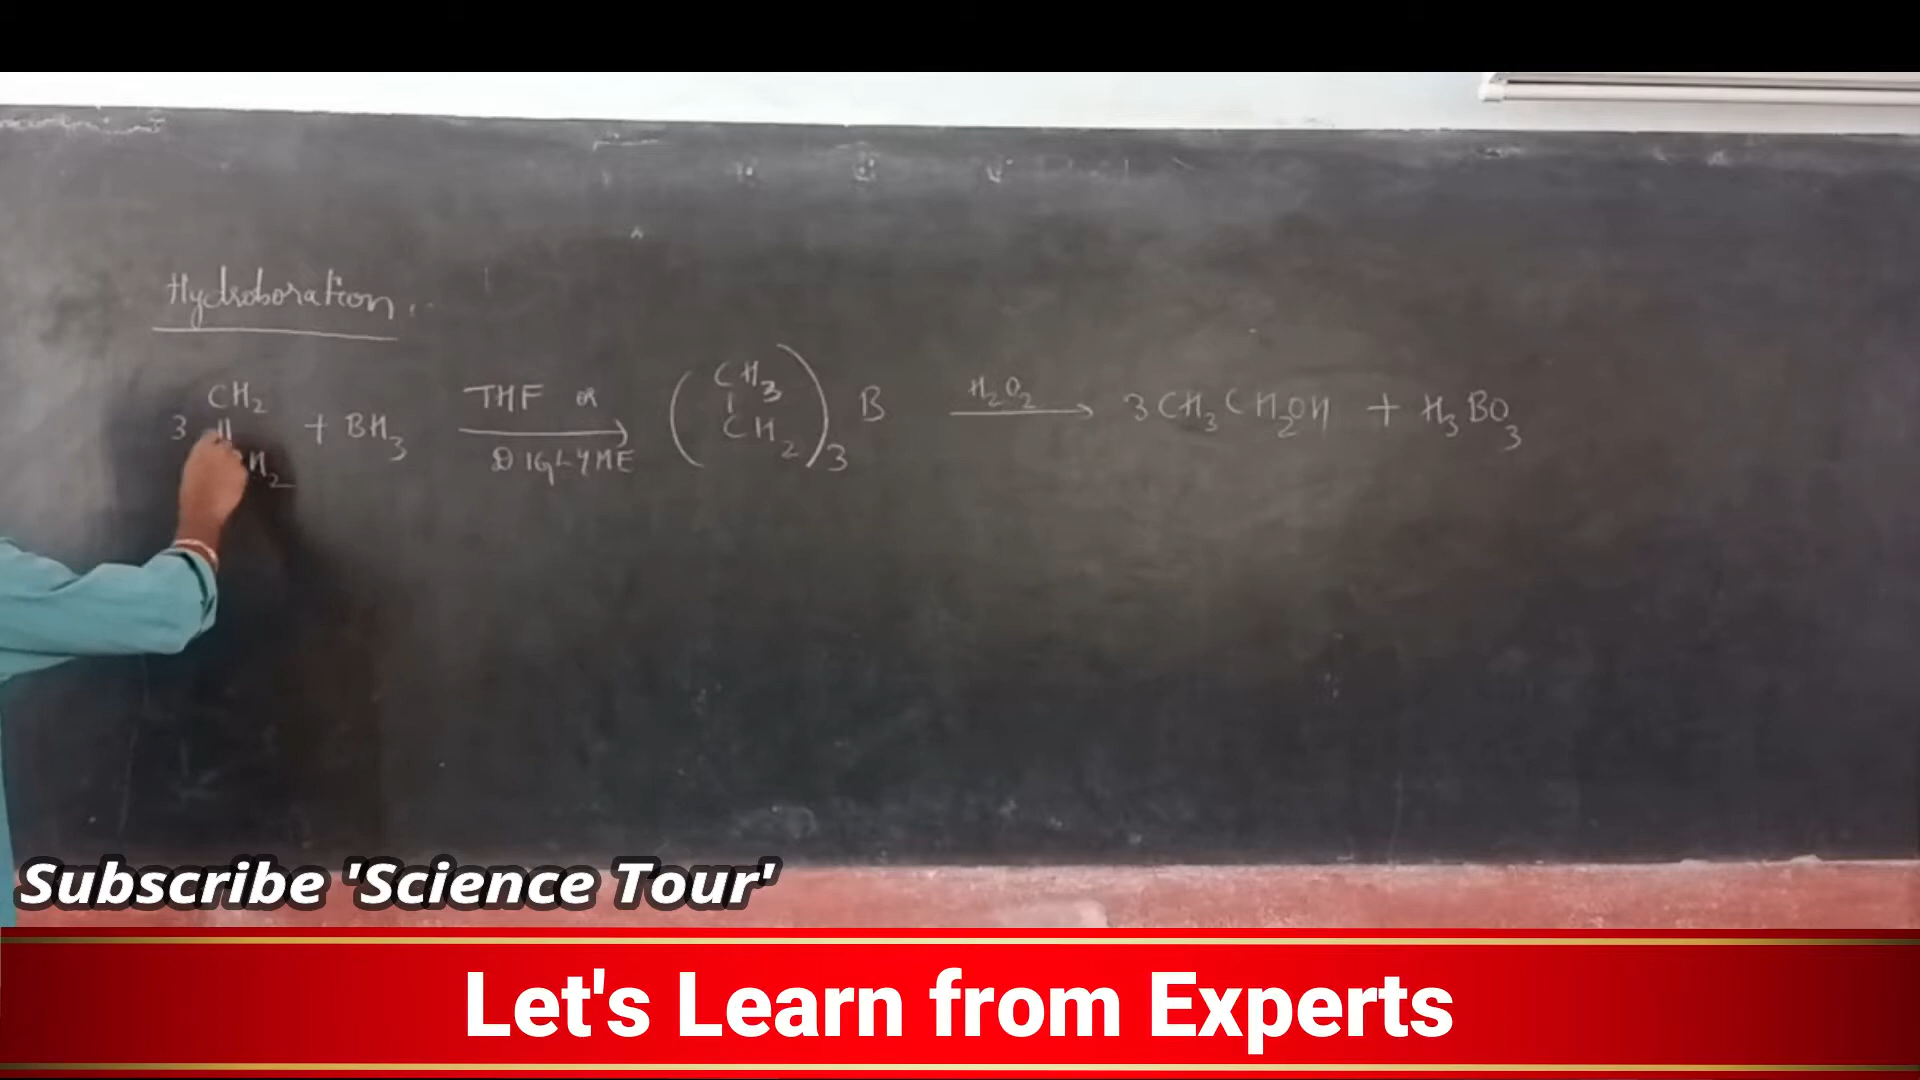 Hydroboration.
3 CH2 = CH2 + BH3 THF or DIGLYME → (CH3 - CH2)3 B H2O2 → 3CH3CH2OH + H3BO3
Subscribe 'Science Tour'
Let's Learn from Experts